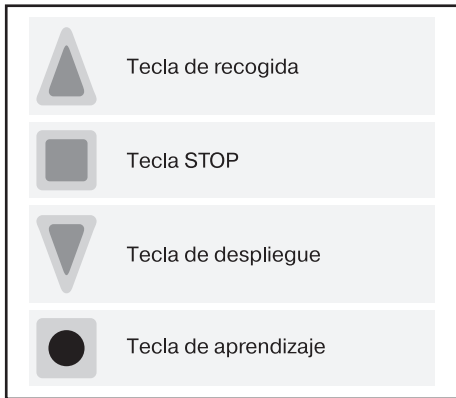 Tecla de recogida
Tecla STOP
Tecla de despliegue
Tecla de aprendizaje